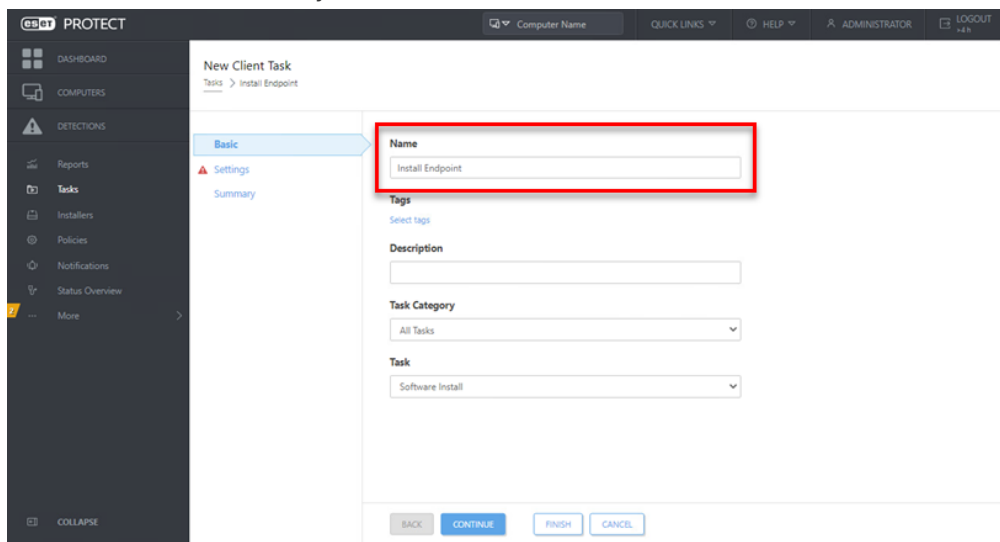 eset PROTECT
Computer Name
QUICK LINKS
HELP
ADMINISTRATOR
LOGOUT
>4 h
DASHBOARD
COMPUTERS
DETECTIONS
Reports
Tasks
Installers
Policies
Notifications
Status Overview
... More
COLLAPSE
New Client Task
Tasks > Install Endpoint
Basic
Settings
Summary
Name
Install Endpoint
Tags
Select tags
Description
Task Category
All Tasks
Task
Software Install
BACK CONTINUE FINISH CANCEL